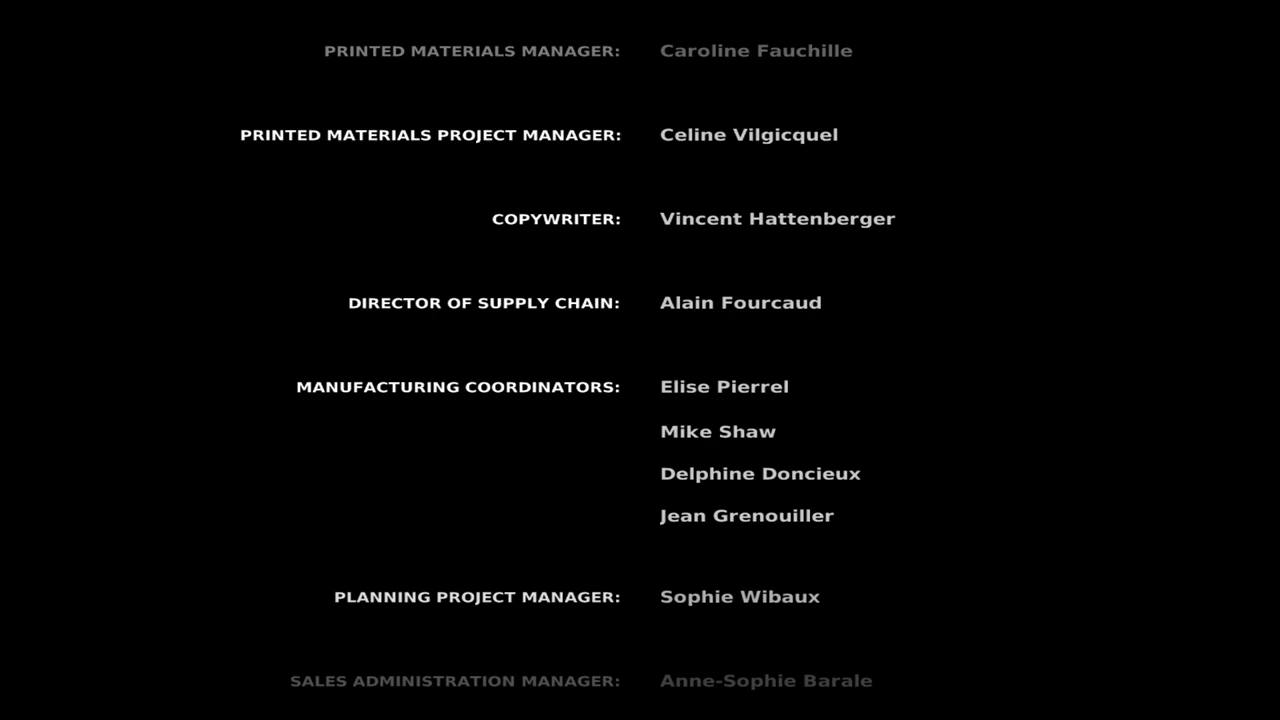 PRINTED MATERIALS MANAGER: Caroline Fauchille
PRINTED MATERIALS PROJECT MANAGER: Celine Vilgicquel
COPYWRITER: Vincent Hattenberger
DIRECTOR OF SUPPLY CHAIN: Alain Fourcaud
MANUFACTURING COORDINATORS: Elise Pierrel
Mike Shaw
Delphine Doncieux
Jean Grenouiller
PLANNING PROJECT MANAGER: Sophie Wibaux
SALES ADMINISTRATION MANAGER: Anne-Sophie Barale